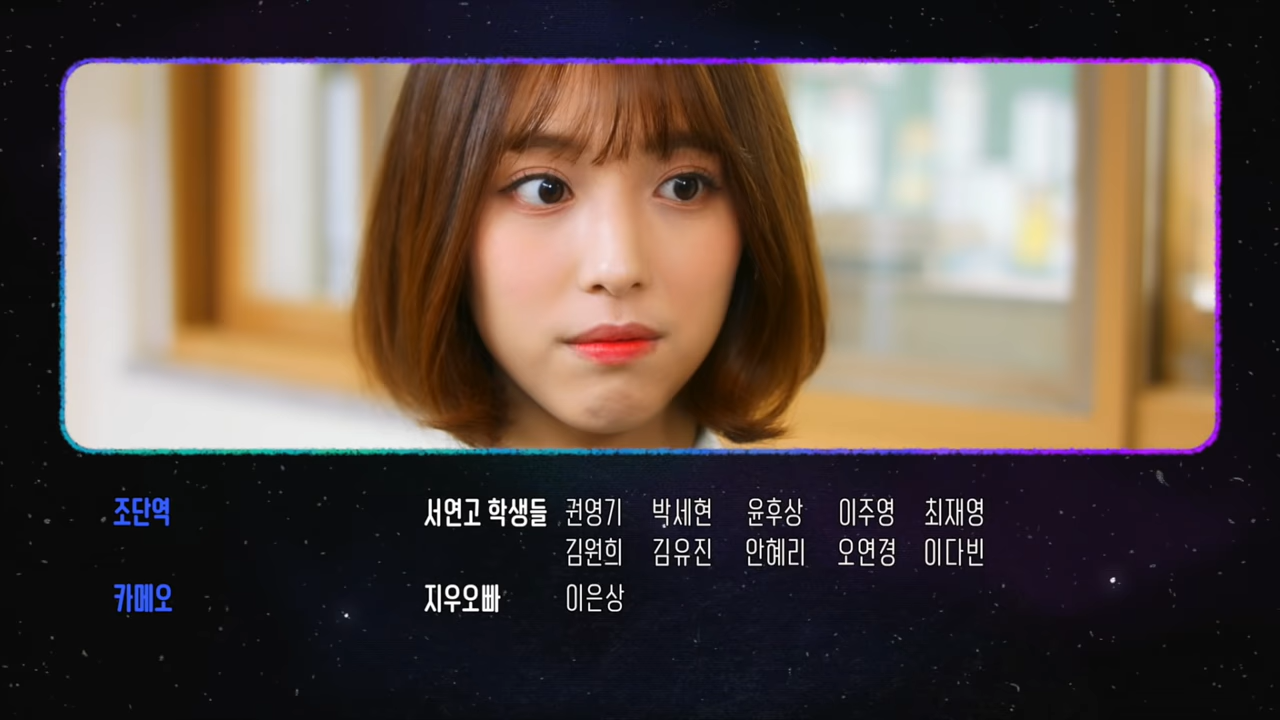 조단역 서연고 학생들 권영기 박세현 윤후상 이주영 최재영
김원희 김유진 안혜리 오연경 이다빈
카메오 지우오빠 이은상